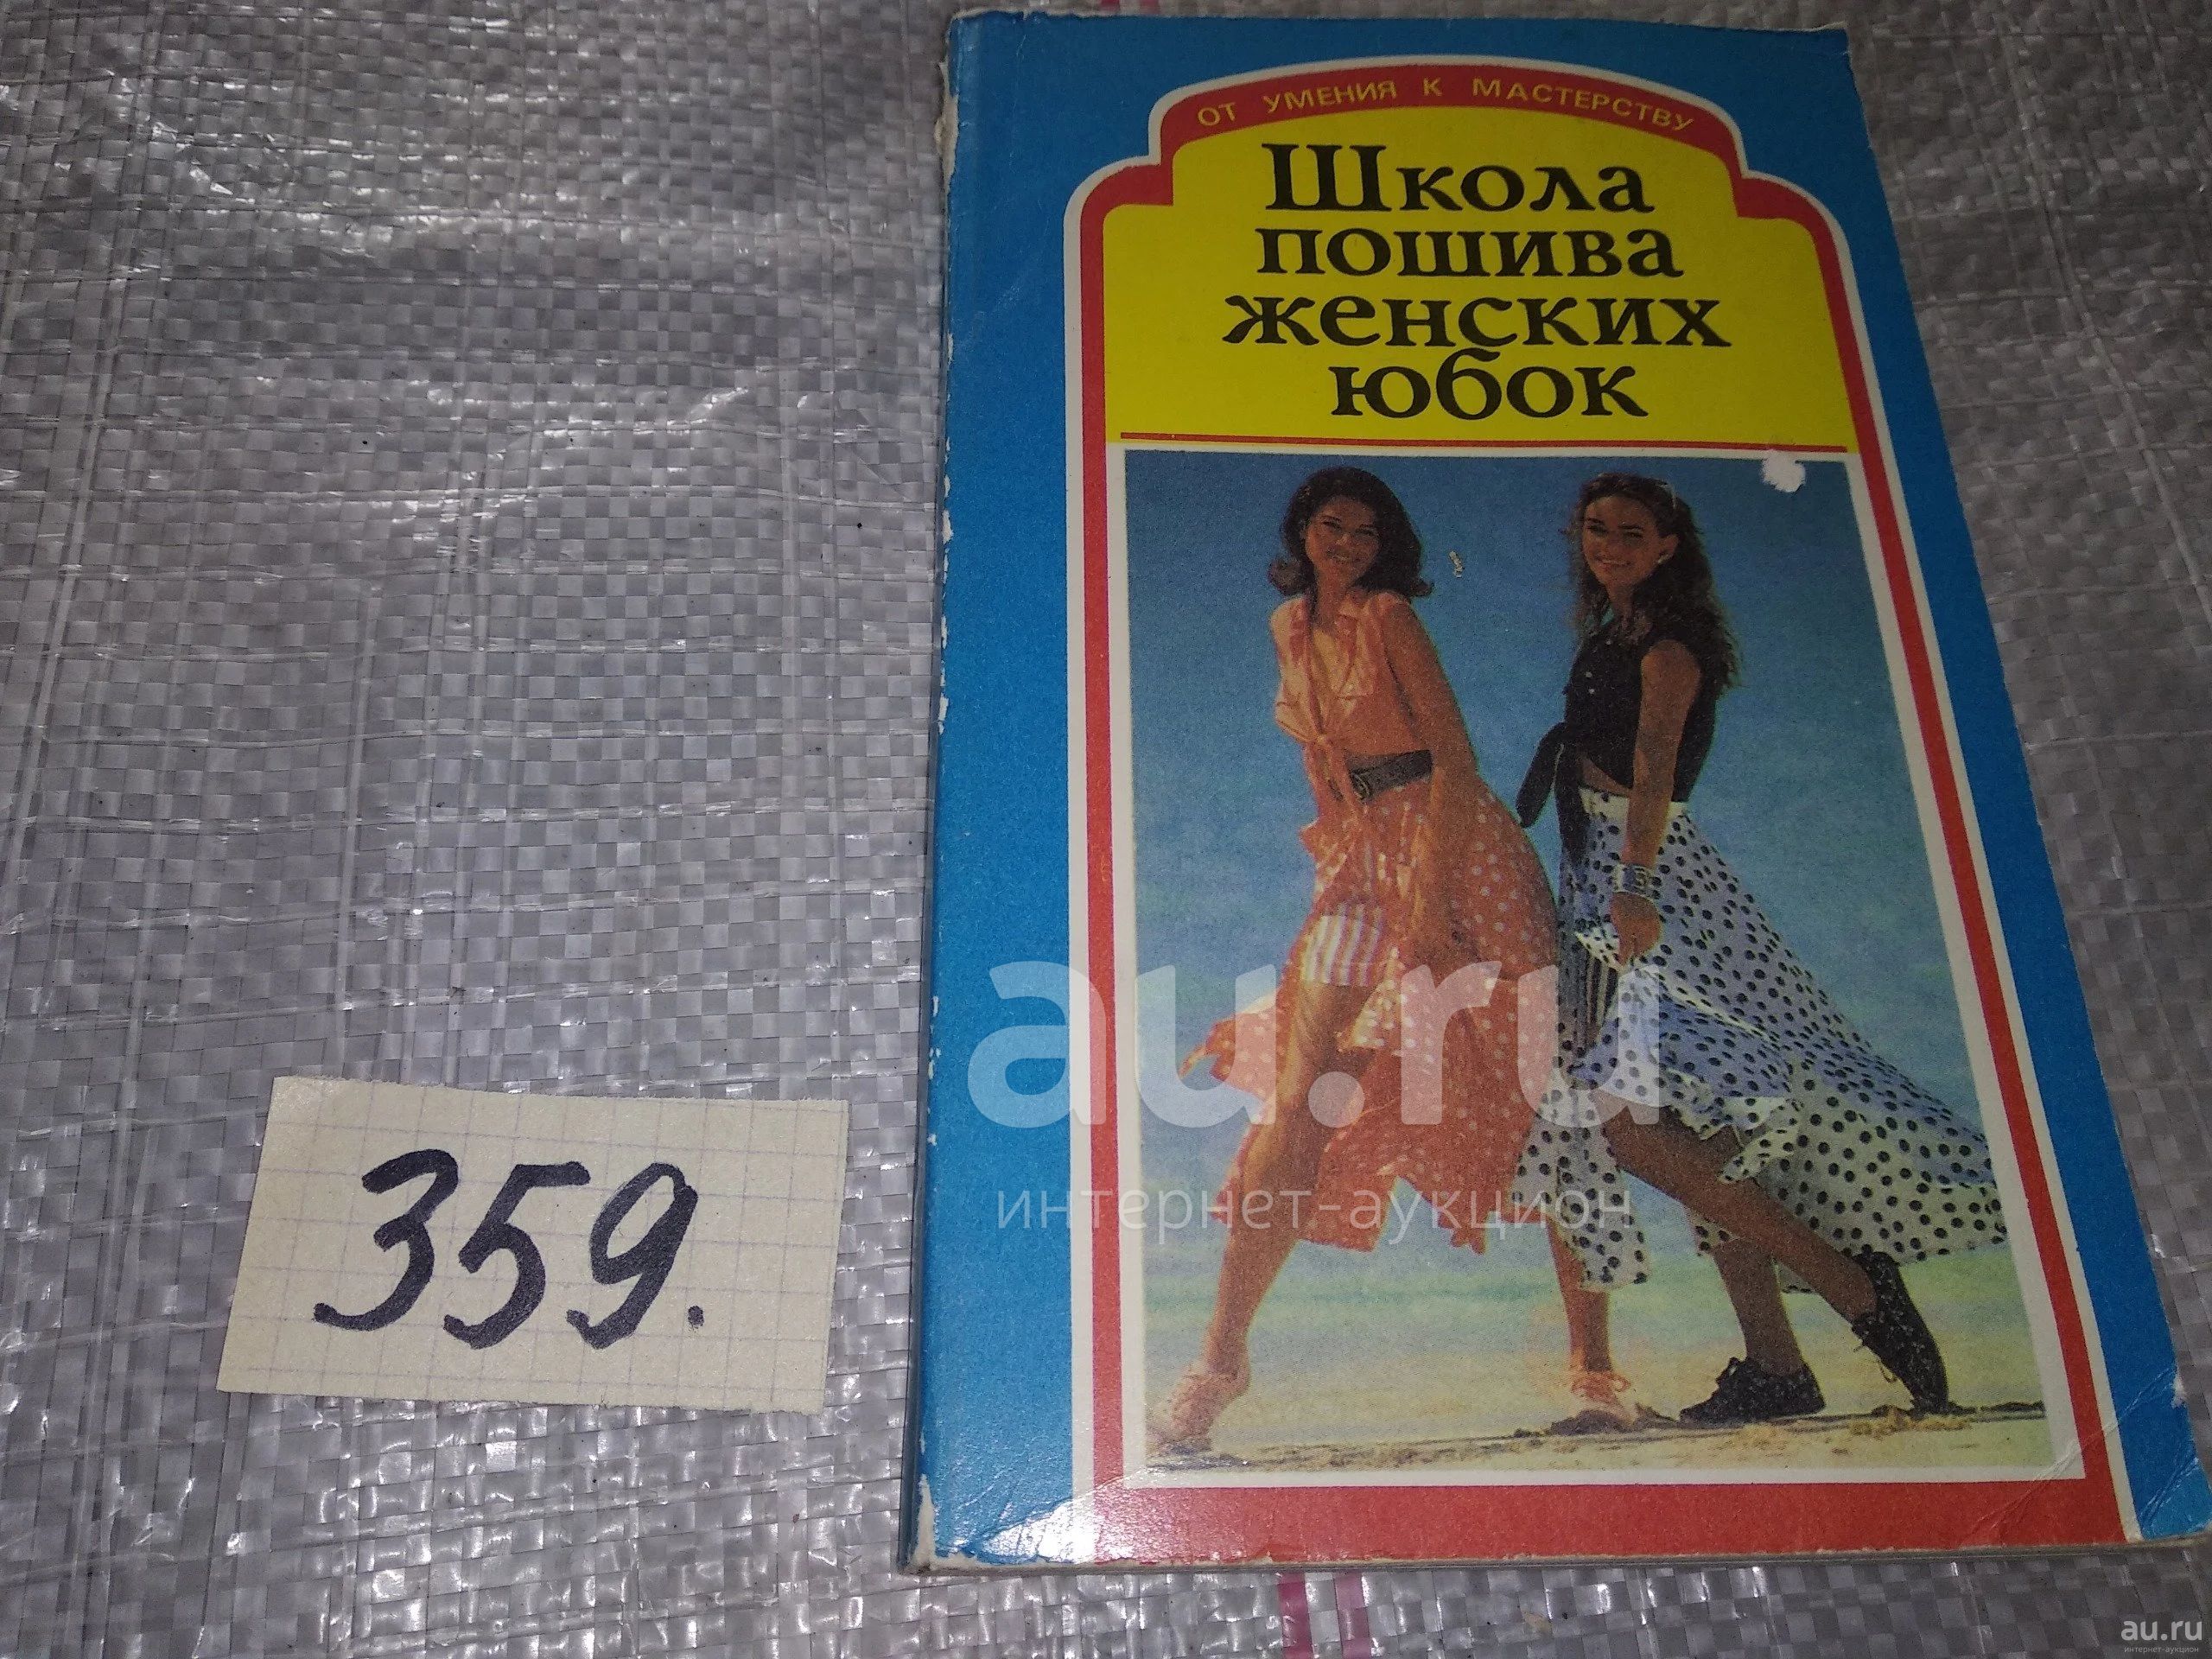 ОТ УМЕНИЯ К МАСТЕРСТВУ
Школа
пошива
женских
юбок
au.ru
интернет-аукцион
359.
au.ru
интернет-аукцион